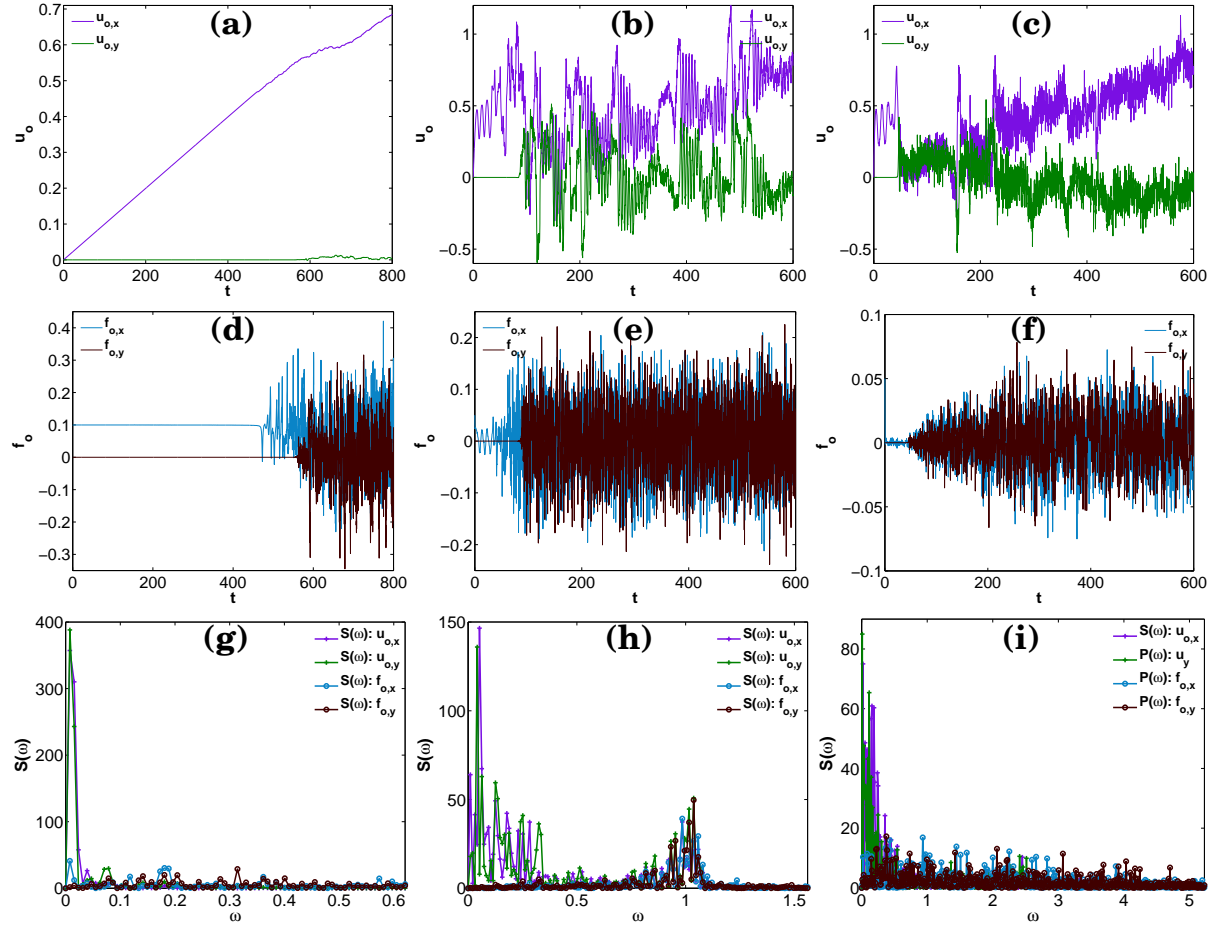 (a)
u_o,x
u_o,y
0.7
0.6
0.5
0.4
0.3
0.2
0.1
0
u_o
0 200 400 600 800
t
(b)
u_o,x
u_o,y
1
0.5
0
−0.5
u_o
0 200 400 600
t
(c)
u_o,x
u_o,y
1
0.5
0
−0.5
u_o
0 200 400 600
t
(d)
f_o,x
f_o,y
0.4
0.3
0.2
0.1
0
−0.1
−0.2
−0.3
f_o
0 200 400 600 800
t
(e)
f_o,x
f_o,y
0.2
0.1
0
−0.1
−0.2
f_o
0 200 400 600
t
(f)
f_o,x
f_o,y
0.1
0.05
0
−0.05
−0.1
f_o
0 200 400 600
t
(g)
S(ω): u_o,x
S(ω): u_o,y
S(ω): f_o,x
S(ω): f_o,y
400
300
200
100
0
S(ω)
0 0.1 0.2 0.3 0.4 0.5 0.6
ω
(h)
S(ω): u_o,x
S(ω): u_o,y
S(ω): f_o,x
S(ω): f_o,y
150
100
50
0
S(ω)
0 0.5 1 1.5
ω
(i)
S(ω): u_o,x
P(ω): u_y
P(ω): f_o,x
P(ω): f_o,y
80
60
40
20
0
S(ω)
0 1 2 3 4 5
ω